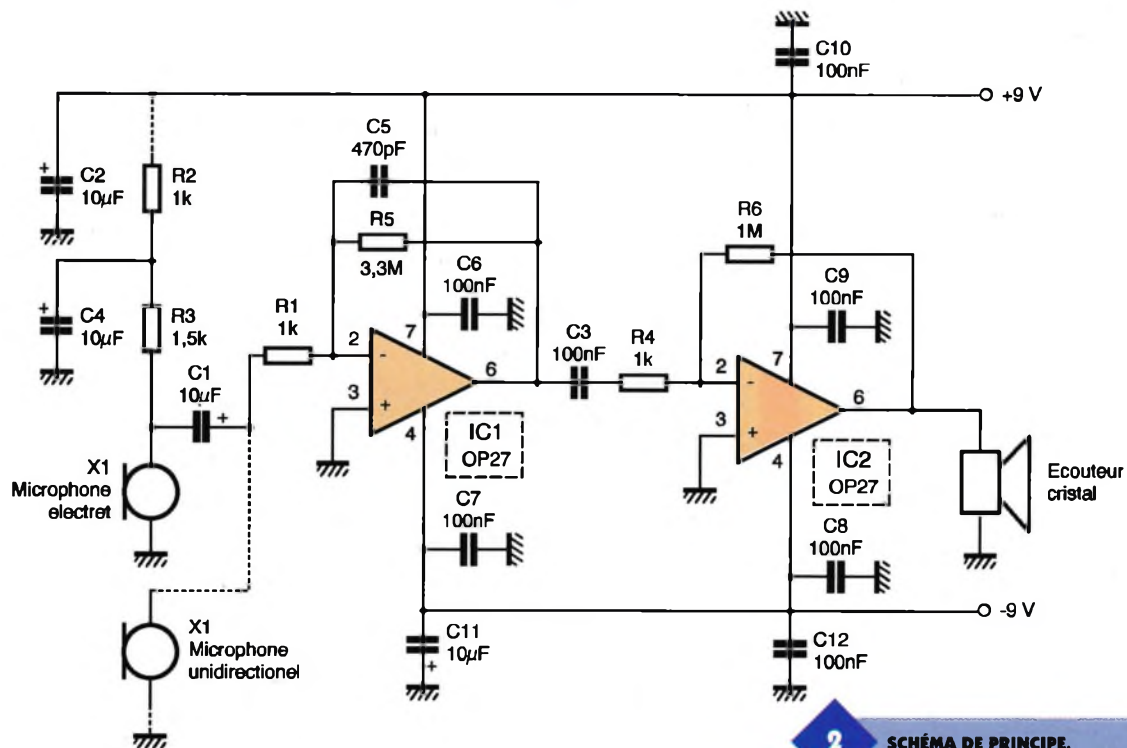 C10
100nF
+9 V
C5
470pF
C2
10µF
+
R2
1k
R5
3,3M
R6
1M
C6
100nF
C9
100nF
C4
10µF
+
R3
1,5k
R1
1k
C3
100nF
R4
1k
C1
10µF
+
2
-
7
6
3
+
4
IC1
OP27
2
-
7
6
3
+
4
IC2
OP27
X1
Microphone
electret
Ecouteur
cristal
C7
100nF
C8
100nF
-9 V
X1
Microphone
unidirectionel
C11
10µF
+
C12
100nF
2
SCHÉMA DE PRINCIPE.